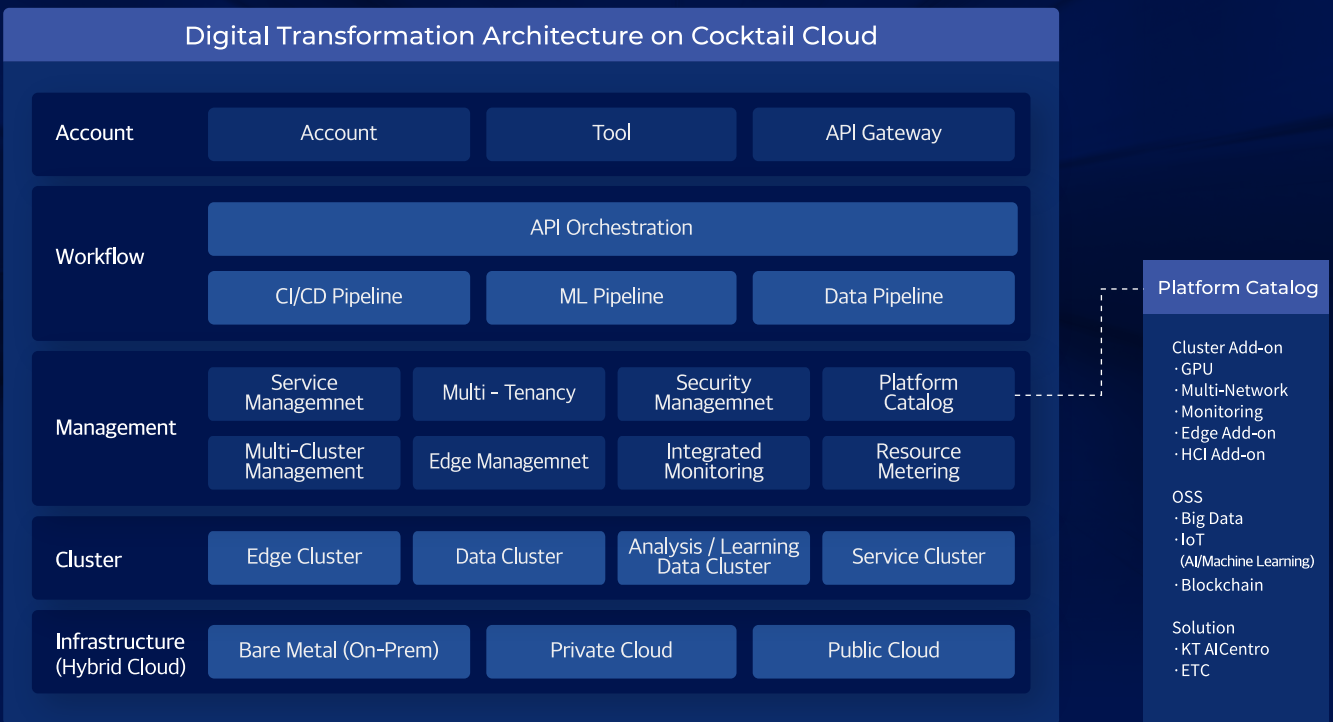 Digital Transformation Architecture on Cocktail Cloud
Account
Account
Tool
API Gateway
Workflow
API Orchestration
CI/CD Pipeline
ML Pipeline
Data Pipeline
Management
Service
Managemnet
Multi - Tenancy
Security
Managemnet
Platform
Catalog
Multi-Cluster
Management
Edge Managemnet
Integrated
Monitoring
Resource
Metering
Cluster
Edge Cluster
Data Cluster
Analysis / Learning
Data Cluster
Service Cluster
Infrastructure
(Hybrid Cloud)
Bare Metal (On-Prem)
Private Cloud
Public Cloud
Platform Catalog
Cluster Add-on
· GPU
· Multi-Network
· Monitoring
· Edge Add-on
· HCI Add-on
OSS
· Big Data
· IoT
(AI/Machine Learning)
· Blockchain
Solution
· KT AICentro
· ETC